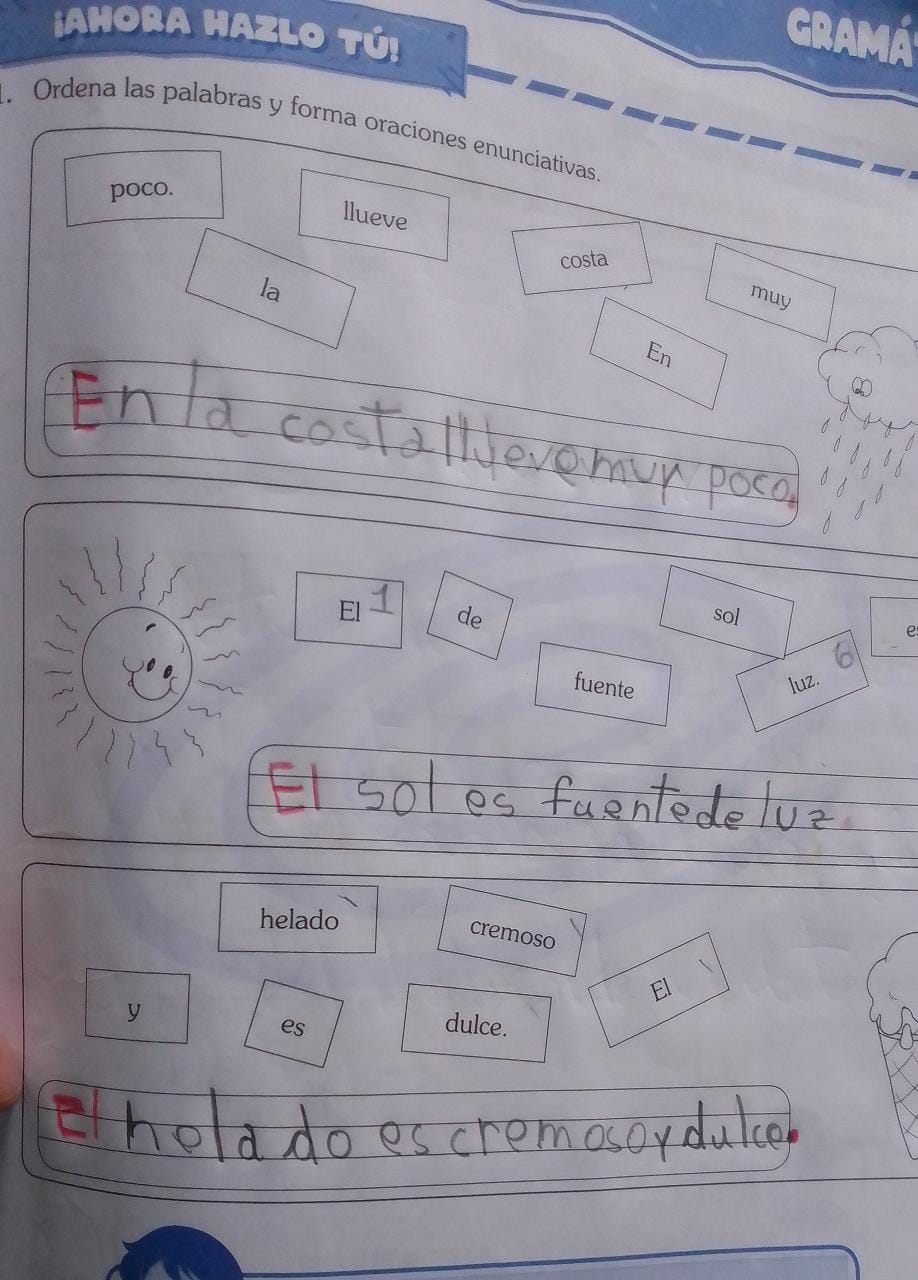 ¡AHORA HAZLO TÚ!
GRAMÁ
1. Ordena las palabras y forma oraciones enunciativas.
poco.
llueve
costa
muy
la
En
En la costa llueve muy poco.
El 1
de
sol
es
fuente
luz. 6
El sol es fuente de luz.
helado
cremoso
El
y
es
dulce.
El helado es cremoso y dulce.